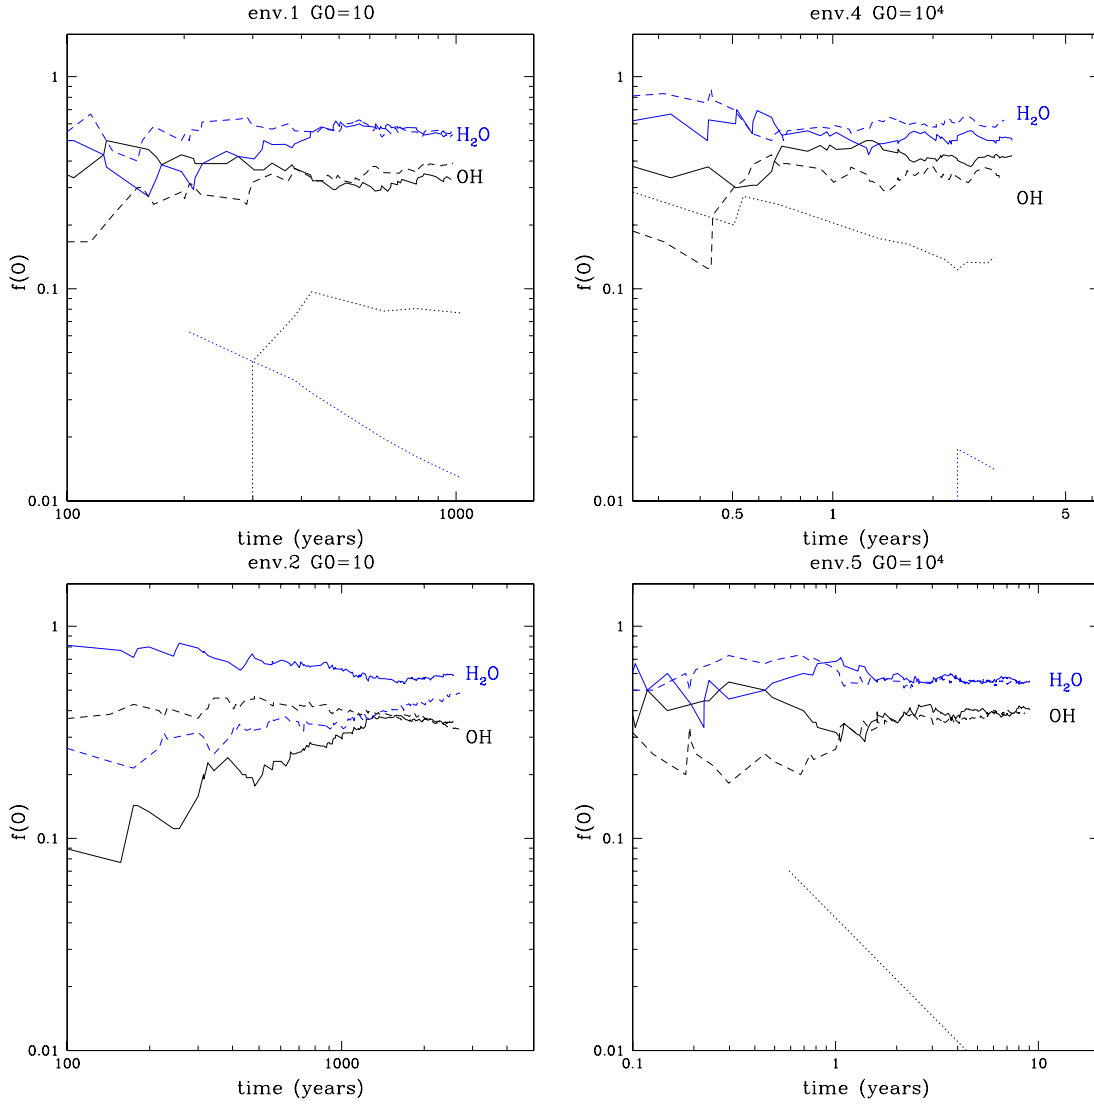 env.1 G0=10
1
0.1
0.01
f(O)
H₂O
OH
100
1000
time (years)
env.4 G0=10⁴
1
0.1
0.01
f(O)
H₂O
OH
0.5
1
5
time (years)
env.2 G0=10
1
0.1
0.01
f(O)
H₂O
OH
100
1000
time (years)
env.5 G0=10⁴
1
0.1
0.01
f(O)
H₂O
OH
0.1
1
10
time (years)